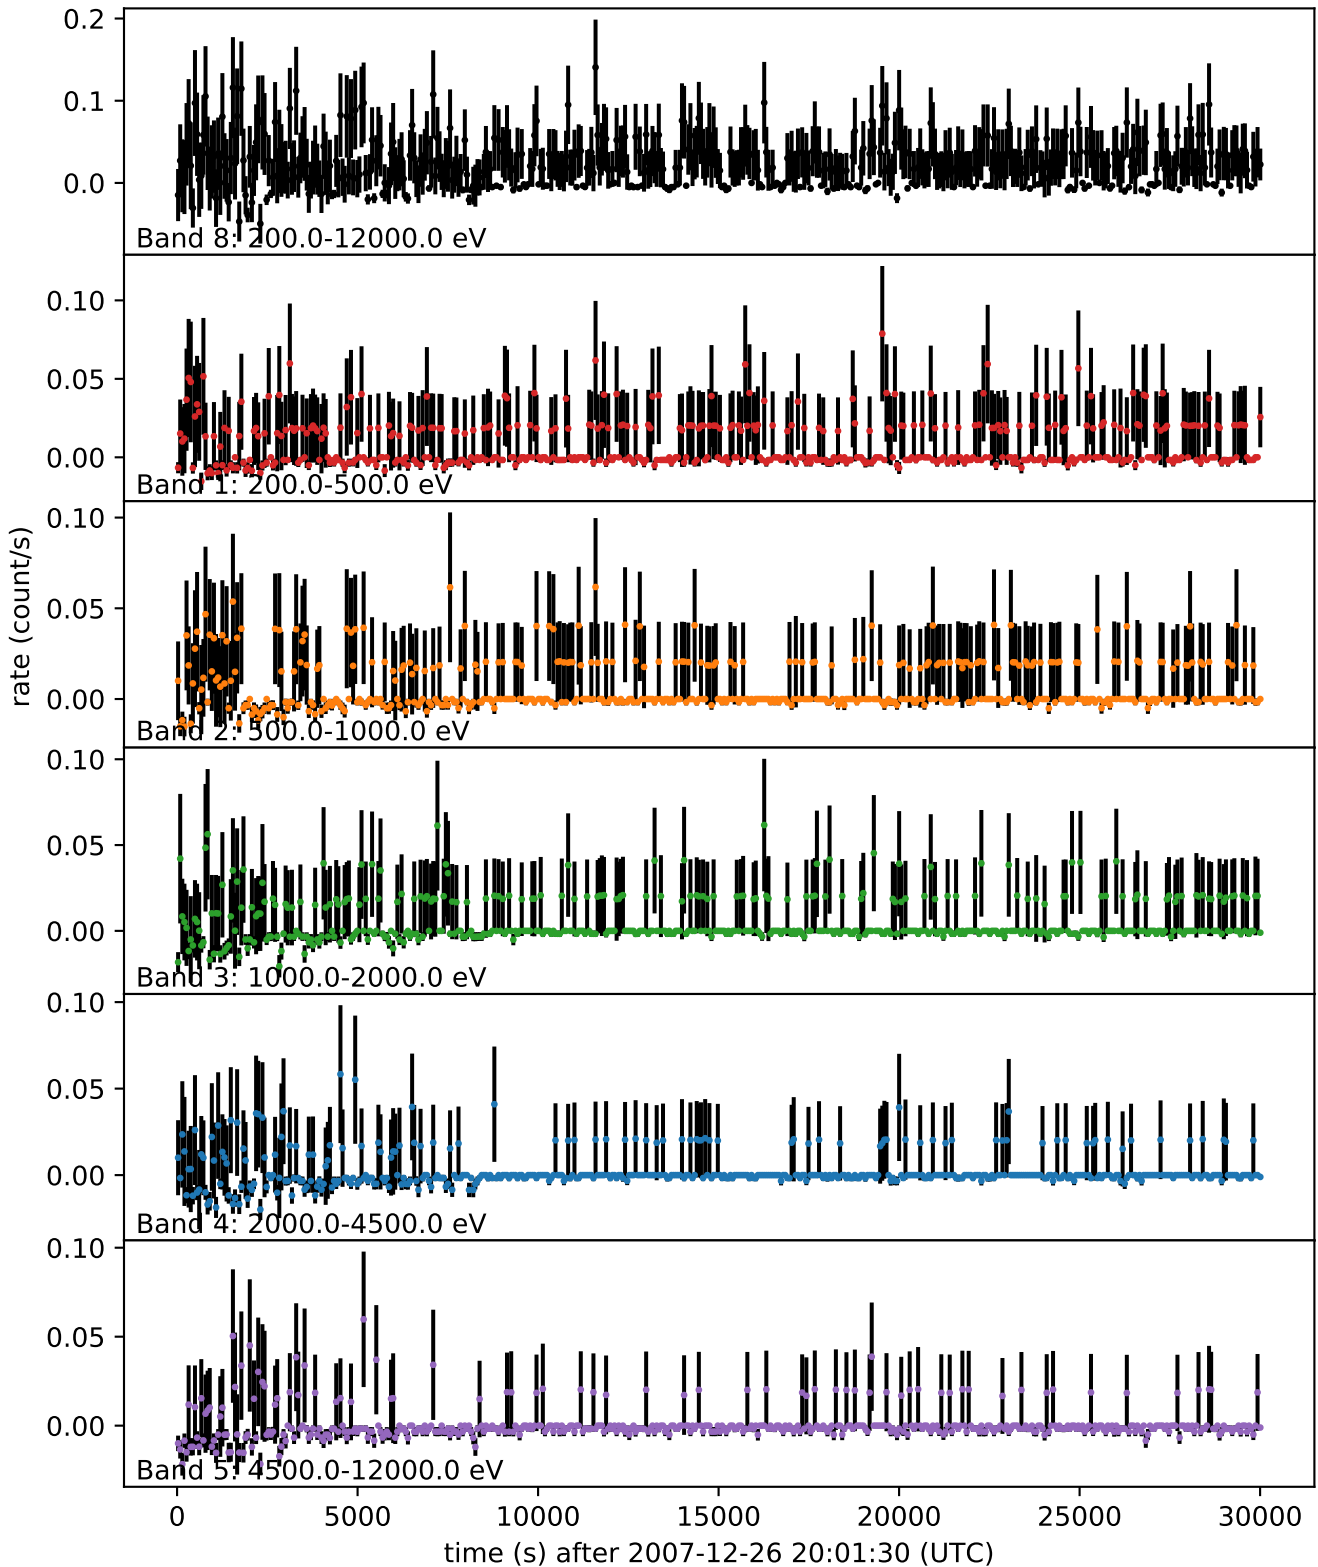 0.2
0.1
0.0
Band 8: 200.0-12000.0 eV
0.10
0.05
0.00
Band 1: 200.0-500.0 eV
0.10
0.05
0.00
Band 2: 500.0-1000.0 eV
rate (count/s)
0.10
0.05
0.00
Band 3: 1000.0-2000.0 eV
0.10
0.05
0.00
Band 4: 2000.0-4500.0 eV
0.10
0.05
0.00
Band 5: 4500.0-12000.0 eV
0 5000 10000 15000 20000 25000 30000
time (s) after 2007-12-26 20:01:30 (UTC)